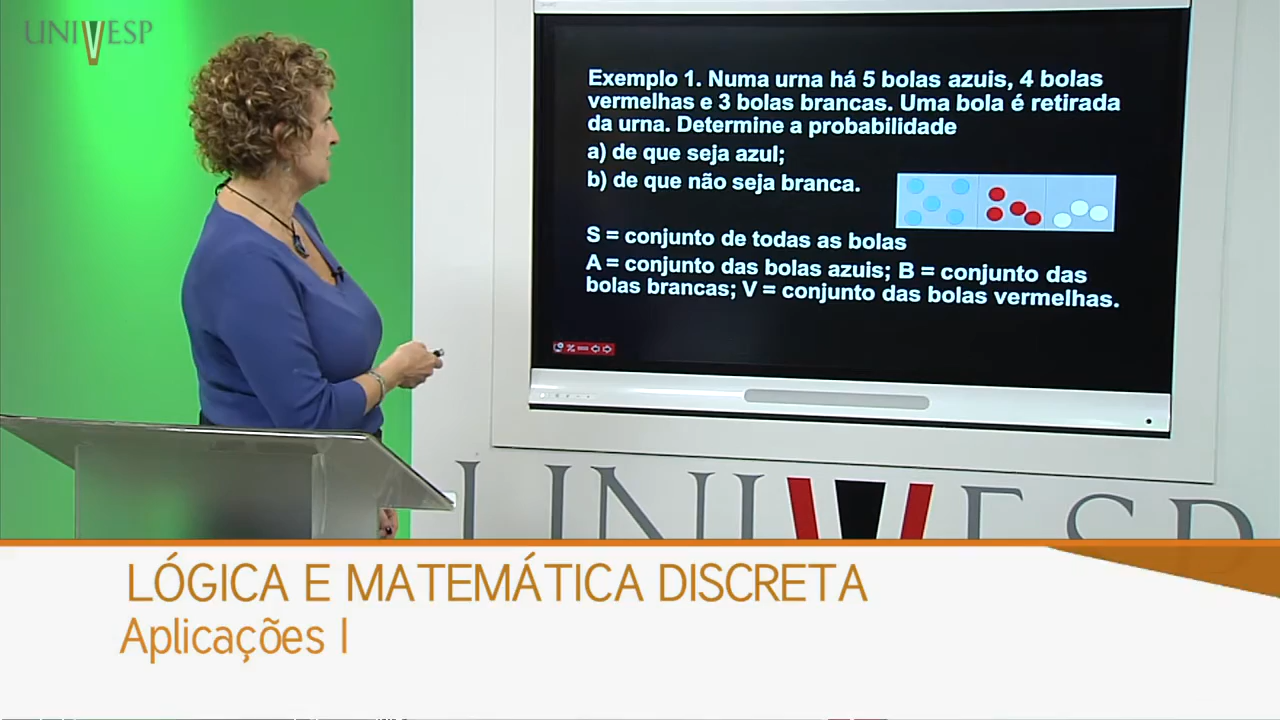 UNIVESP
Exemplo 1. Numa urna há 5 bolas azuis, 4 bolas
vermelhas e 3 bolas brancas. Uma bola é retirada
da urna. Determine a probabilidade
a) de que seja azul;
b) de que não seja branca.
S = conjunto de todas as bolas
A = conjunto das bolas azuis; B = conjunto das
bolas brancas; V = conjunto das bolas vermelhas.
UNIVESP
LÓGICA E MATEMÁTICA DISCRETA
Aplicações I